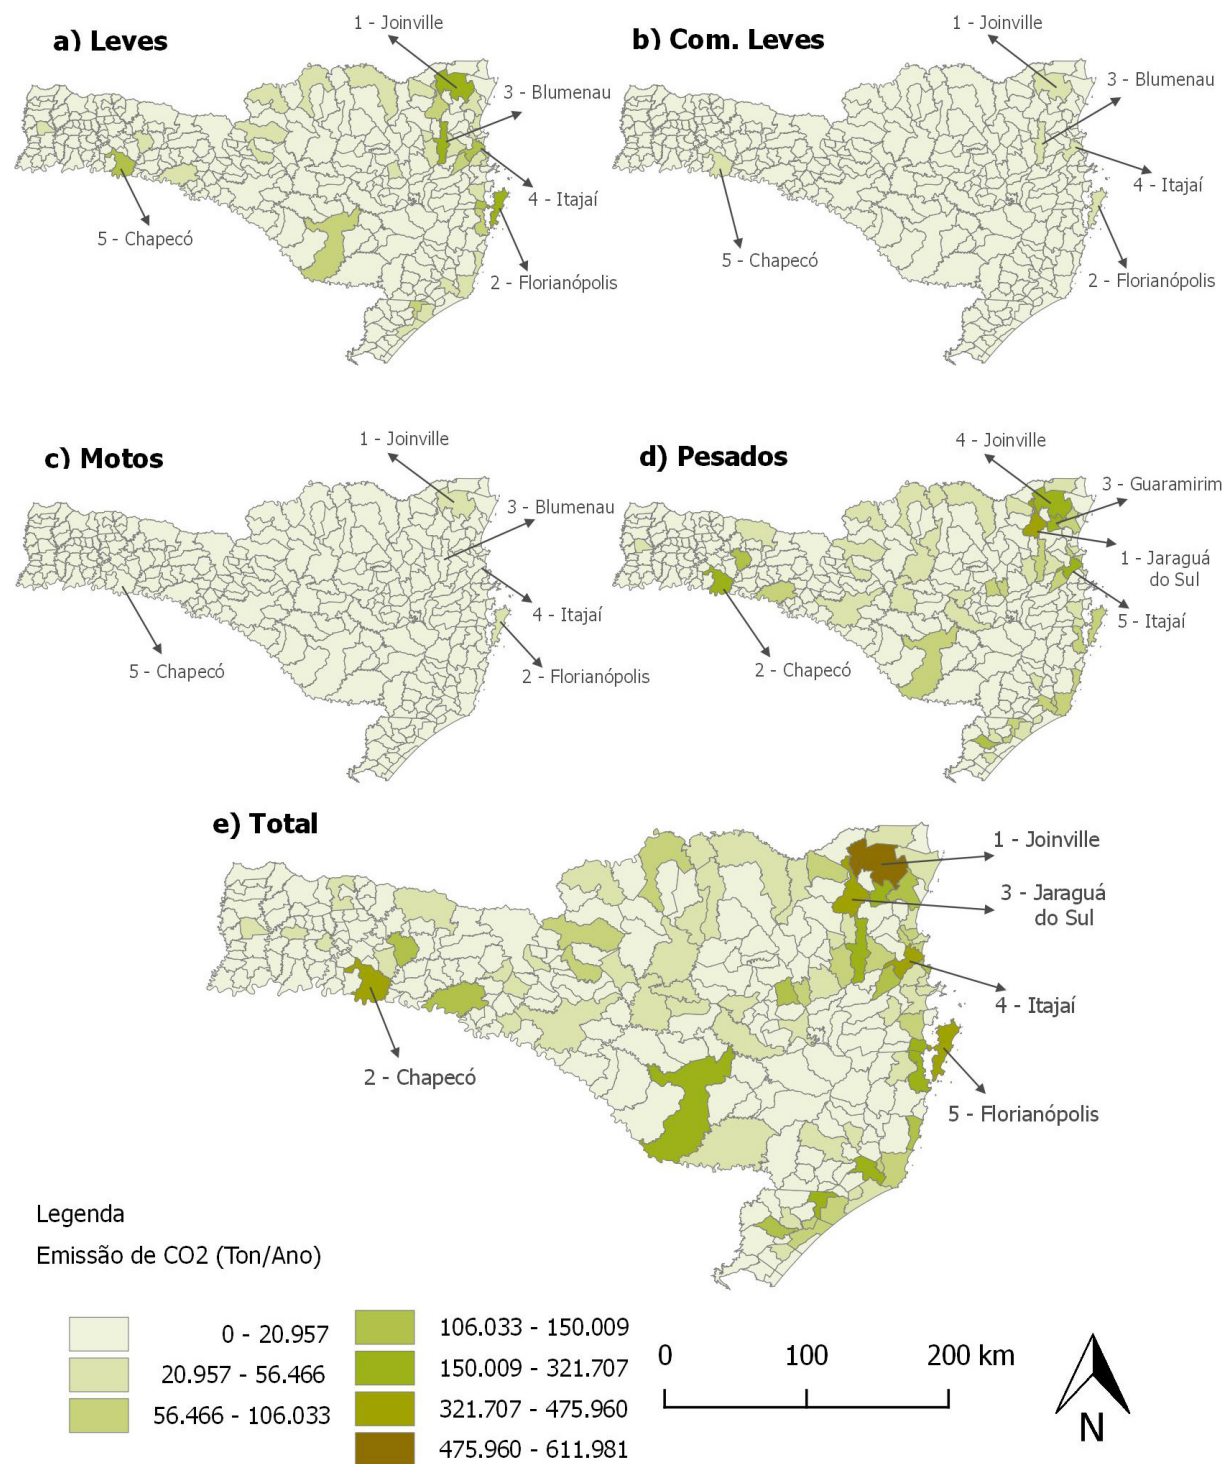 a) Leves
1 - Joinville
3 - Blumenau
4 - Itajaí
5 - Chapecó
2 - Florianópolis
b) Com. Leves
1 - Joinville
3 - Blumenau
4 - Itajaí
5 - Chapecó
2 - Florianópolis
c) Motos
1 - Joinville
3 - Blumenau
4 - Itajaí
5 - Chapecó
2 - Florianópolis
d) Pesados
4 - Joinville
3 - Guaramirim
1 - Jaraguá
do Sul
5 - Itajaí
2 - Chapecó
e) Total
1 - Joinville
3 - Jaraguá
do Sul
4 - Itajaí
2 - Chapecó
5 - Florianópolis
Legenda
Emissão de CO2 (Ton/Ano)
0 - 20.957
20.957 - 56.466
56.466 - 106.033
106.033 - 150.009
150.009 - 321.707
321.707 - 475.960
475.960 - 611.981
0 100 200 km
N